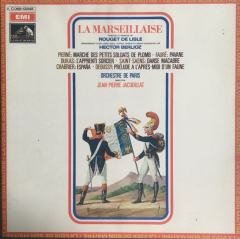 EMI
LA MARSEILLAISE
ROUGET DE LISLE
HECTOR BERLIOZ
PIERNÉ: MARCHE DES PETITS SOLDATS DE PLOMB - FAURÉ: PAVANE
DUKAS: L'APPRENTI SORCIER - SAINT-SAËNS: DANSE MACABRE
CHABRIER: ESPAÑA - DEBUSSY: PRÉLUDE A L'APRÈS-MIDI D'UN FAUNE
ORCHESTRE DE PARIS
JEAN-PIERRE JACQUILLAT